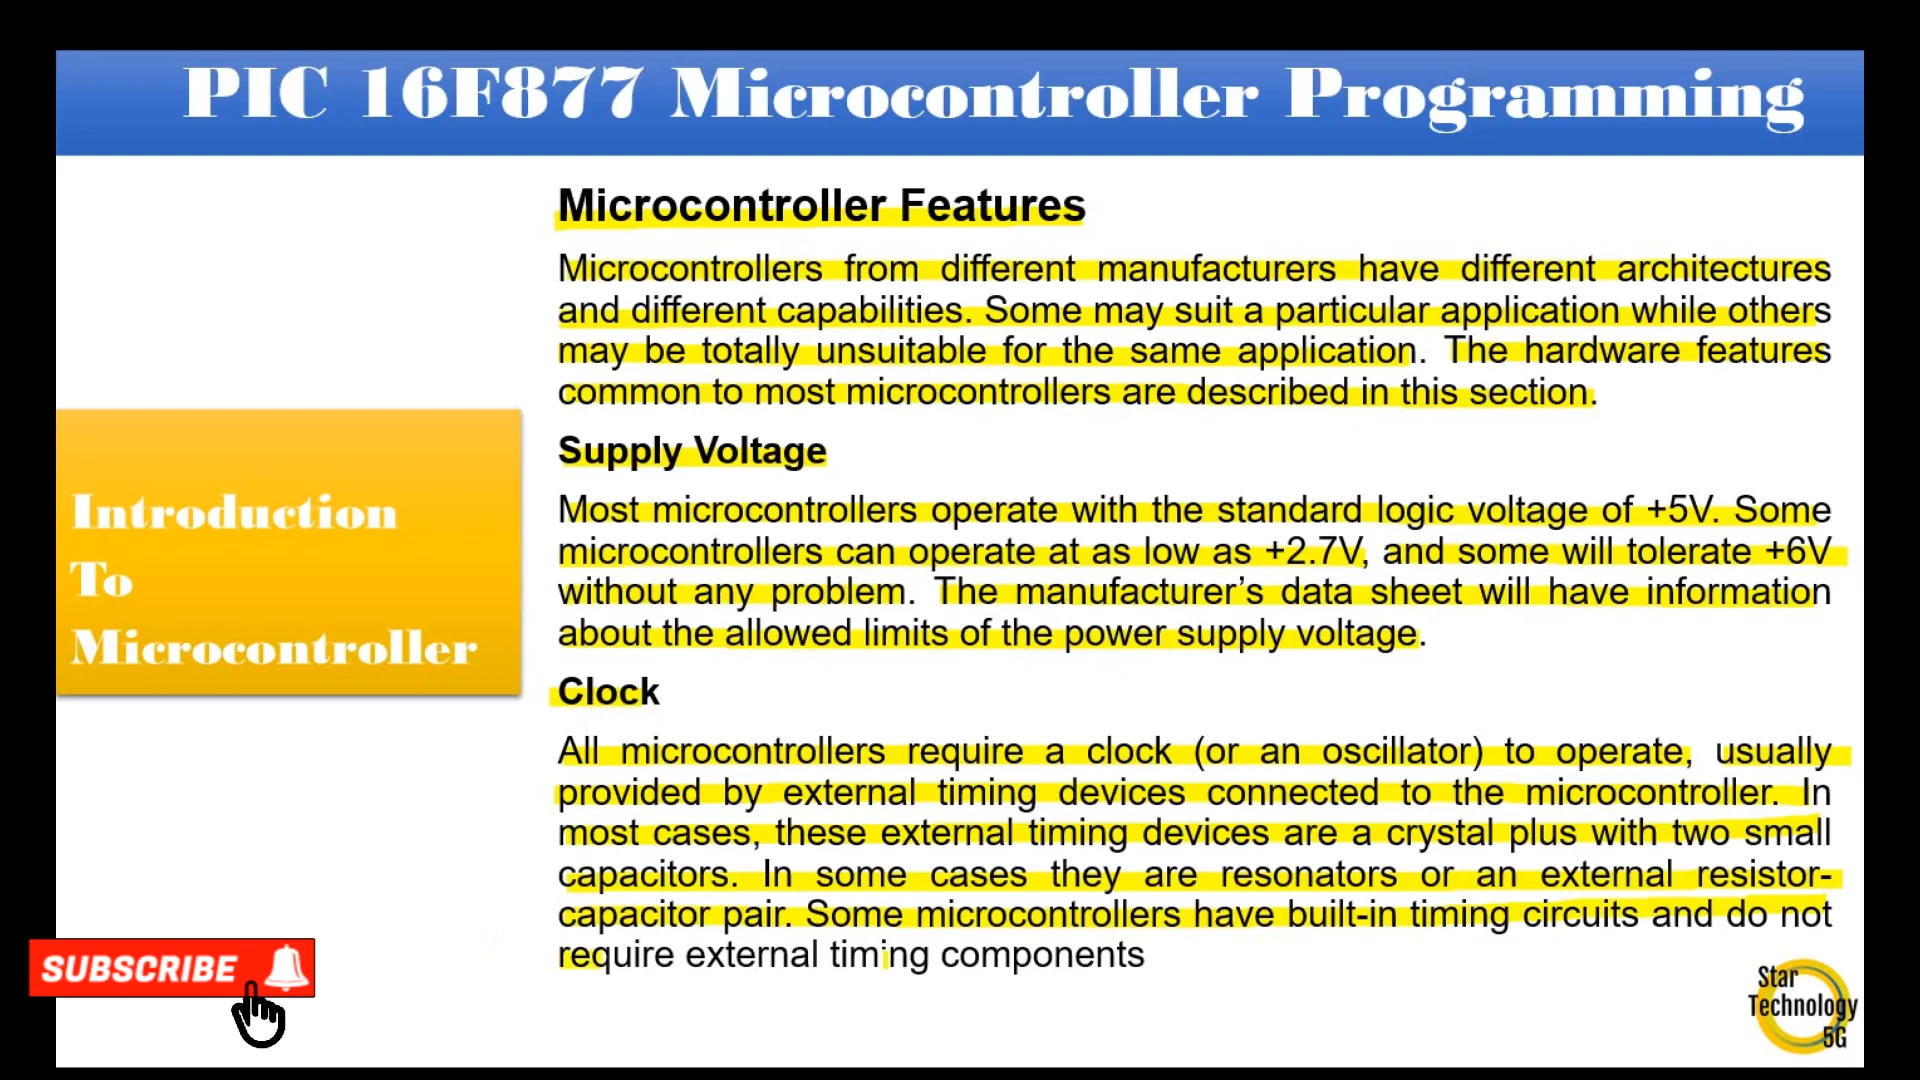 PIC 16F877 Microcontroller Programming
Introduction
To
Microcontroller
Microcontroller Features
Microcontrollers from different manufacturers have different architectures
and different capabilities. Some may suit a particular application while others
may be totally unsuitable for the same application. The hardware features
common to most microcontrollers are described in this section.
Supply Voltage
Most microcontrollers operate with the standard logic voltage of +5V. Some
microcontrollers can operate at as low as +2.7V, and some will tolerate +6V
without any problem. The manufacturer’s data sheet will have information
about the allowed limits of the power supply voltage.
Clock
All microcontrollers require a clock (or an oscillator) to operate, usually
provided by external timing devices connected to the microcontroller. In
most cases, these external timing devices are a crystal plus with two small
capacitors. In some cases they are resonators or an external resistor-
capacitor pair. Some microcontrollers have built-in timing circuits and do not
require external timing components
SUBSCRIBE
Star
Technology
5G